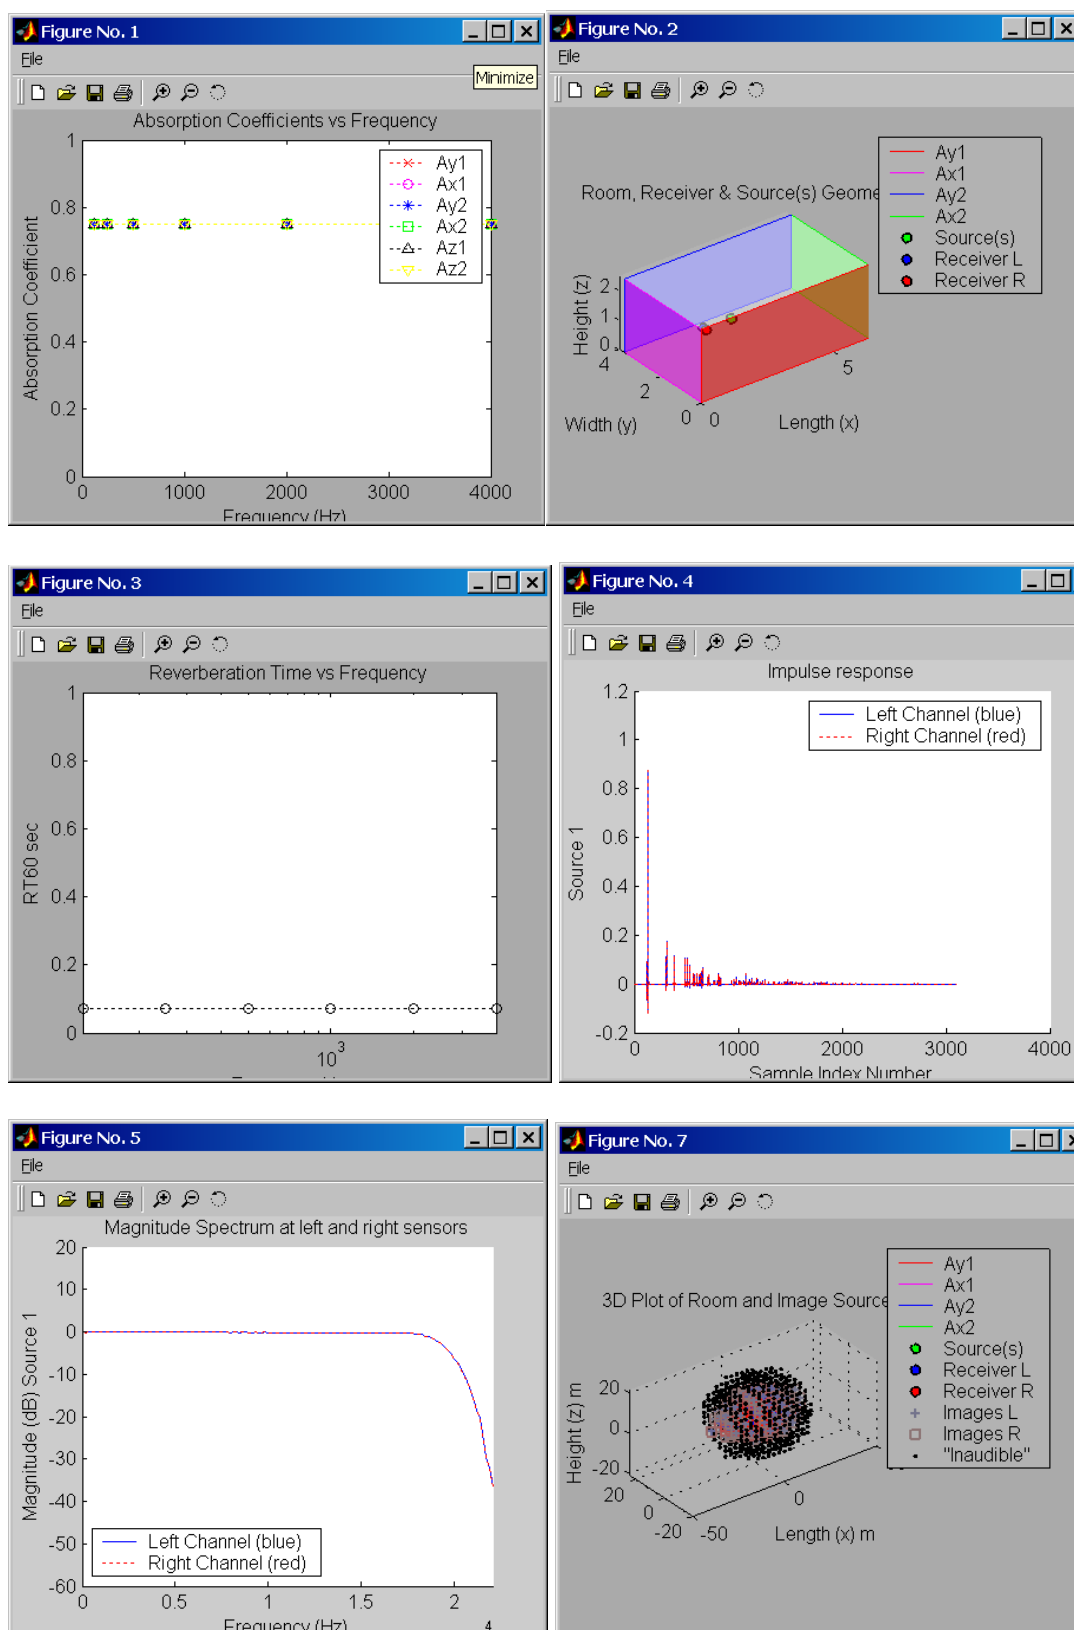 Figure No. 1
File
Minimize
Absorption Coefficients vs Frequency
1
0.8
0.6
0.4
0.2
0
Absorption Coefficient
Ay1
Ax1
Ay2
Ax2
Az1
Az2
0 1000 2000 3000 4000
Frequency (Hz)
Figure No. 2
File
Room, Receiver & Source(s) Geome
Ay1
Ax1
Ay2
Ax2
Source(s)
Receiver L
Receiver R
Height (z)
2
1
0
4
2
0 0
5
Width (y)
Length (x)
Figure No. 3
File
Reverberation Time vs Frequency
1
0.8
0.6
0.4
0.2
0
RT60 sec
10^3
Figure No. 4
File
Impulse response
1.2
1
0.8
0.6
0.4
0.2
0
-0.2
Source 1
Left Channel (blue)
Right Channel (red)
0 1000 2000 3000 4000
Sample Index Number
Figure No. 5
File
Magnitude Spectrum at left and right sensors
20
10
0
-10
-20
-30
-40
-50
-60
Magnitude (dB) Source 1
Left Channel (blue)
Right Channel (red)
0 0.5 1 1.5 2
Frequency (Hz)
4
Figure No. 7
File
3D Plot of Room and Image Source
Ay1
Ax1
Ay2
Ax2
Source(s)
Receiver L
Receiver R
Images L
Images R
"Inaudible"
Height (z) m
20
0
-20
20
0
-20
-50
0
Length (x) m